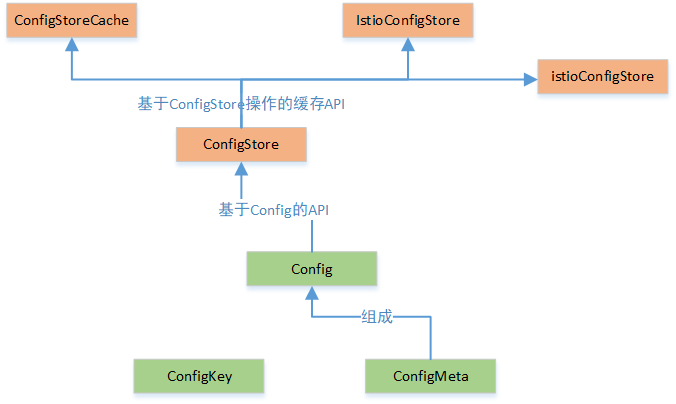 ConfigStoreCache
IstioConfigStore
istioConfigStore
基于ConfigStore操作的缓存API
ConfigStore
基于Config的API
Config
组成
ConfigKey
ConfigMeta